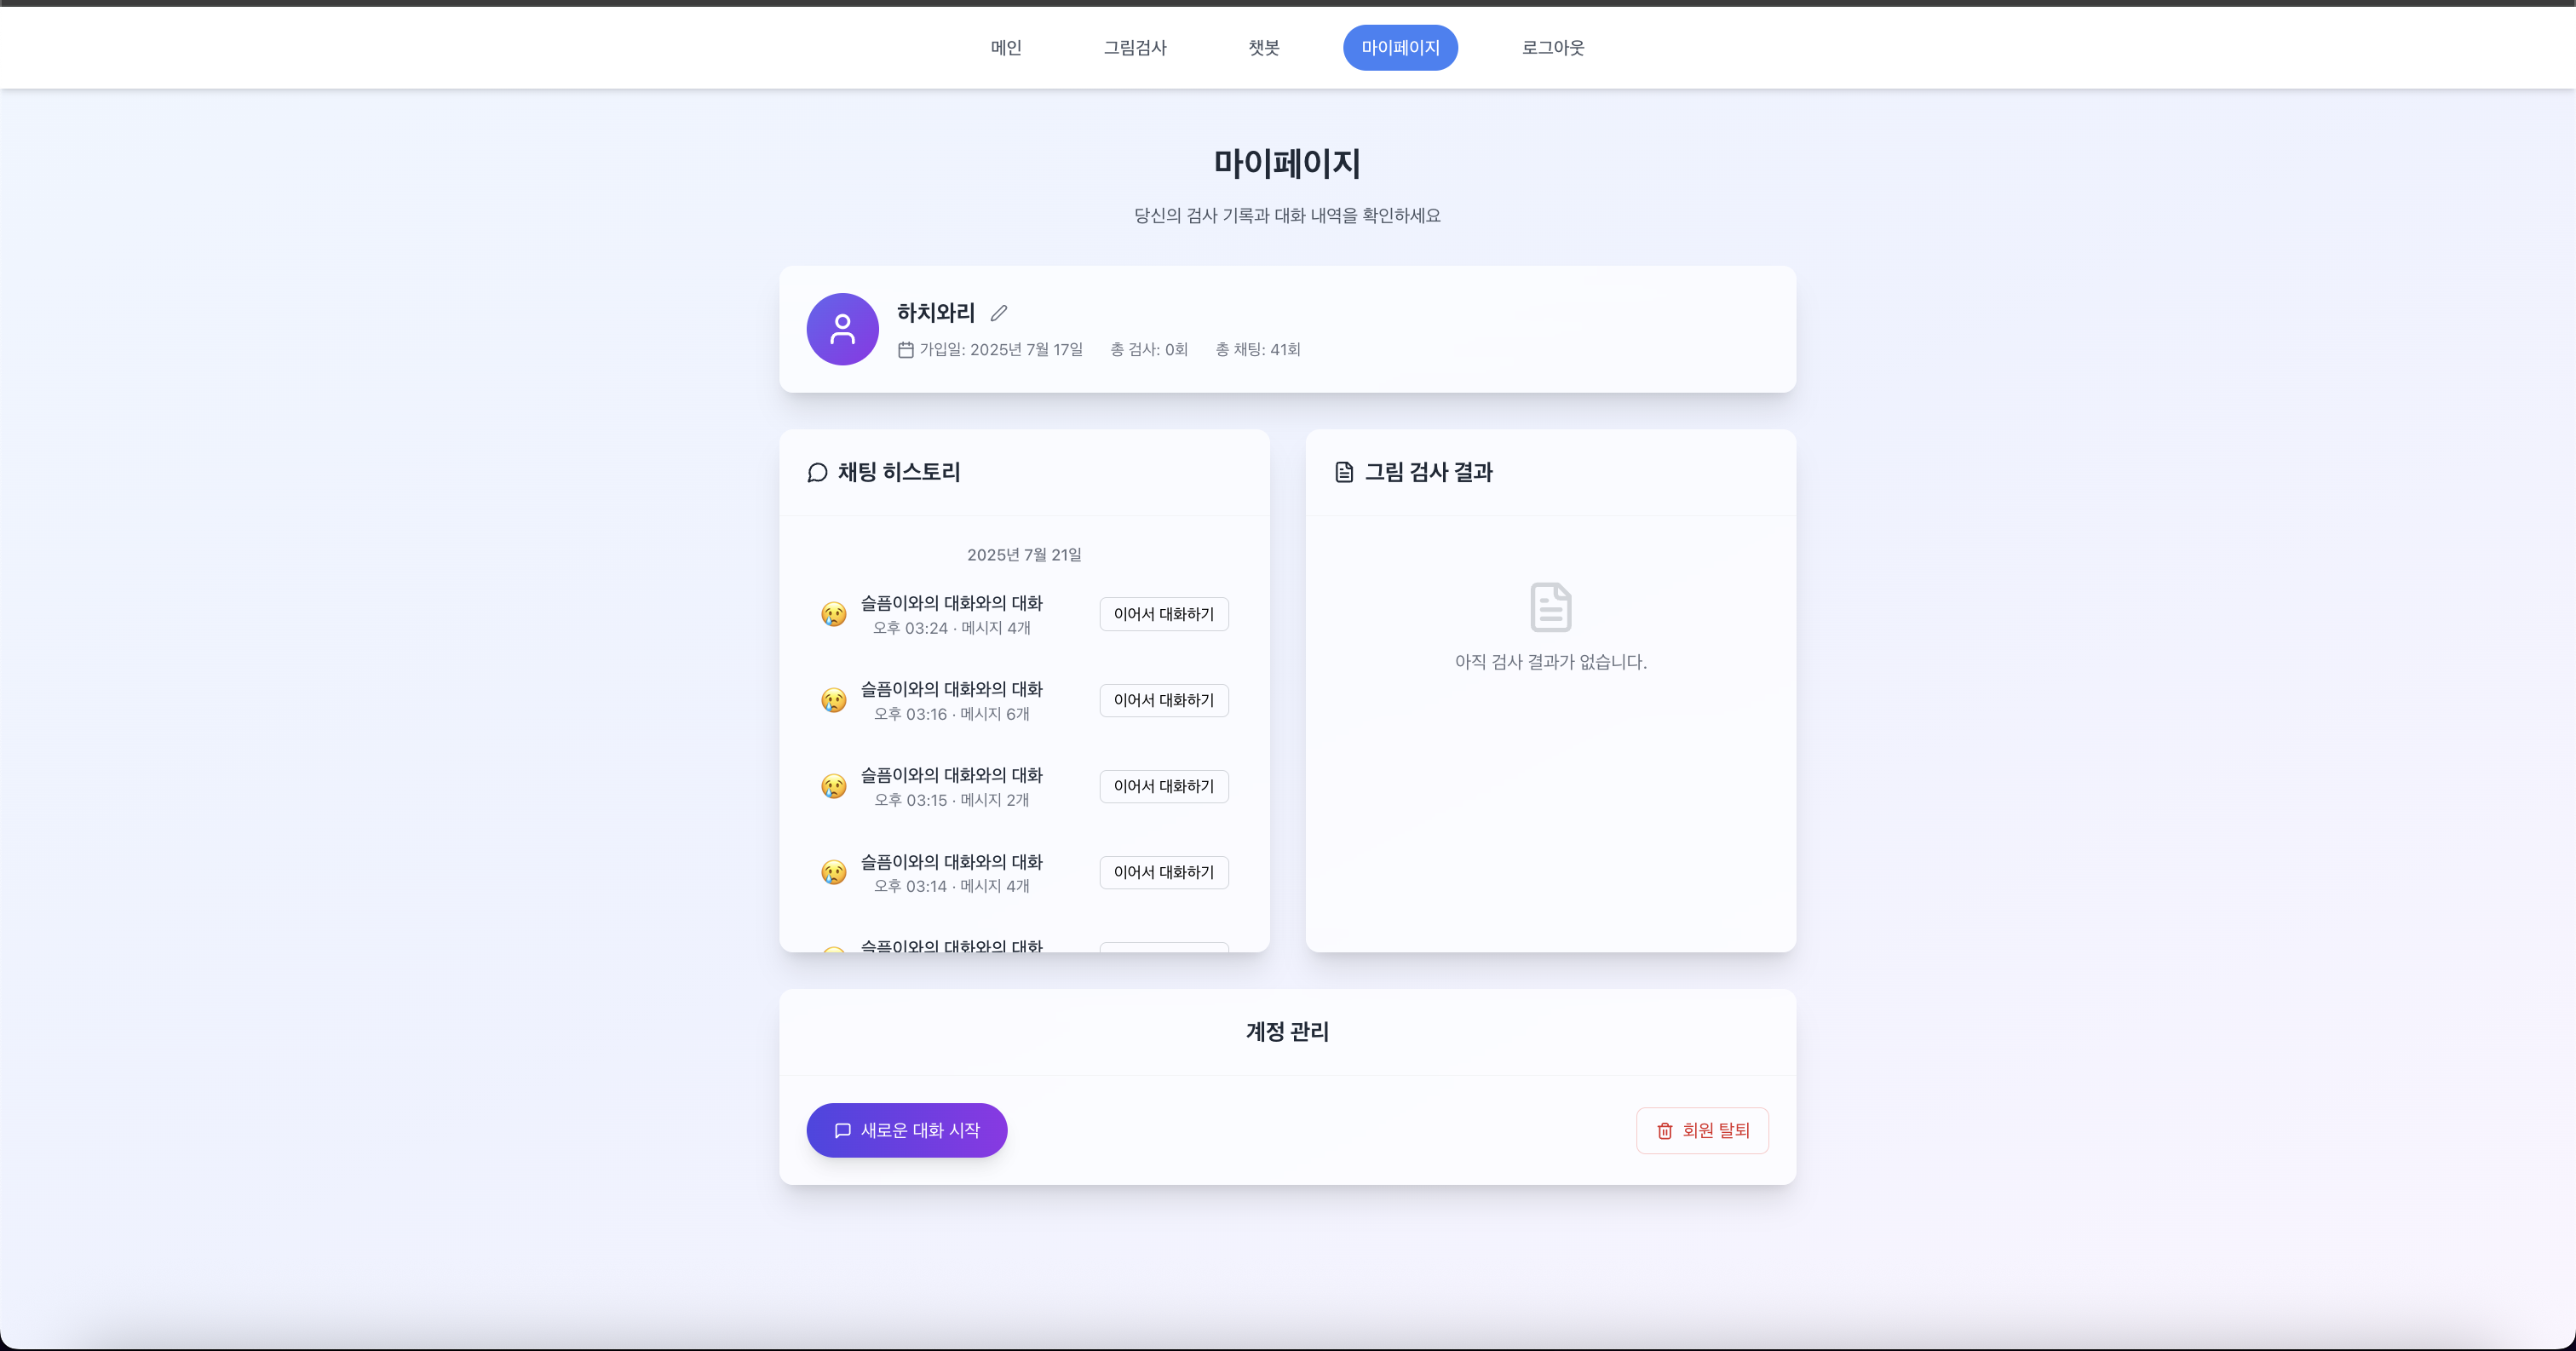 메인
그림검사
챗봇
마이페이지
로그아웃
마이페이지
당신의 검사 기록과 대화 내역을 확인하세요
하치와리
가입일: 2025년 7월 17일 총 검사: 0회 총 채팅: 41회
채팅 히스토리
2025년 7월 21일
슬픔이와의 대화와의 대화
오후 03:24 · 메시지 4개
이어서 대화하기
슬픔이와의 대화와의 대화
오후 03:16 · 메시지 6개
이어서 대화하기
슬픔이와의 대화와의 대화
오후 03:15 · 메시지 2개
이어서 대화하기
슬픔이와의 대화와의 대화
오후 03:14 · 메시지 4개
이어서 대화하기
슬픔이와의 대화와의 대화
그림 검사 결과
아직 검사 결과가 없습니다.
계정 관리
새로운 대화 시작
회원 탈퇴